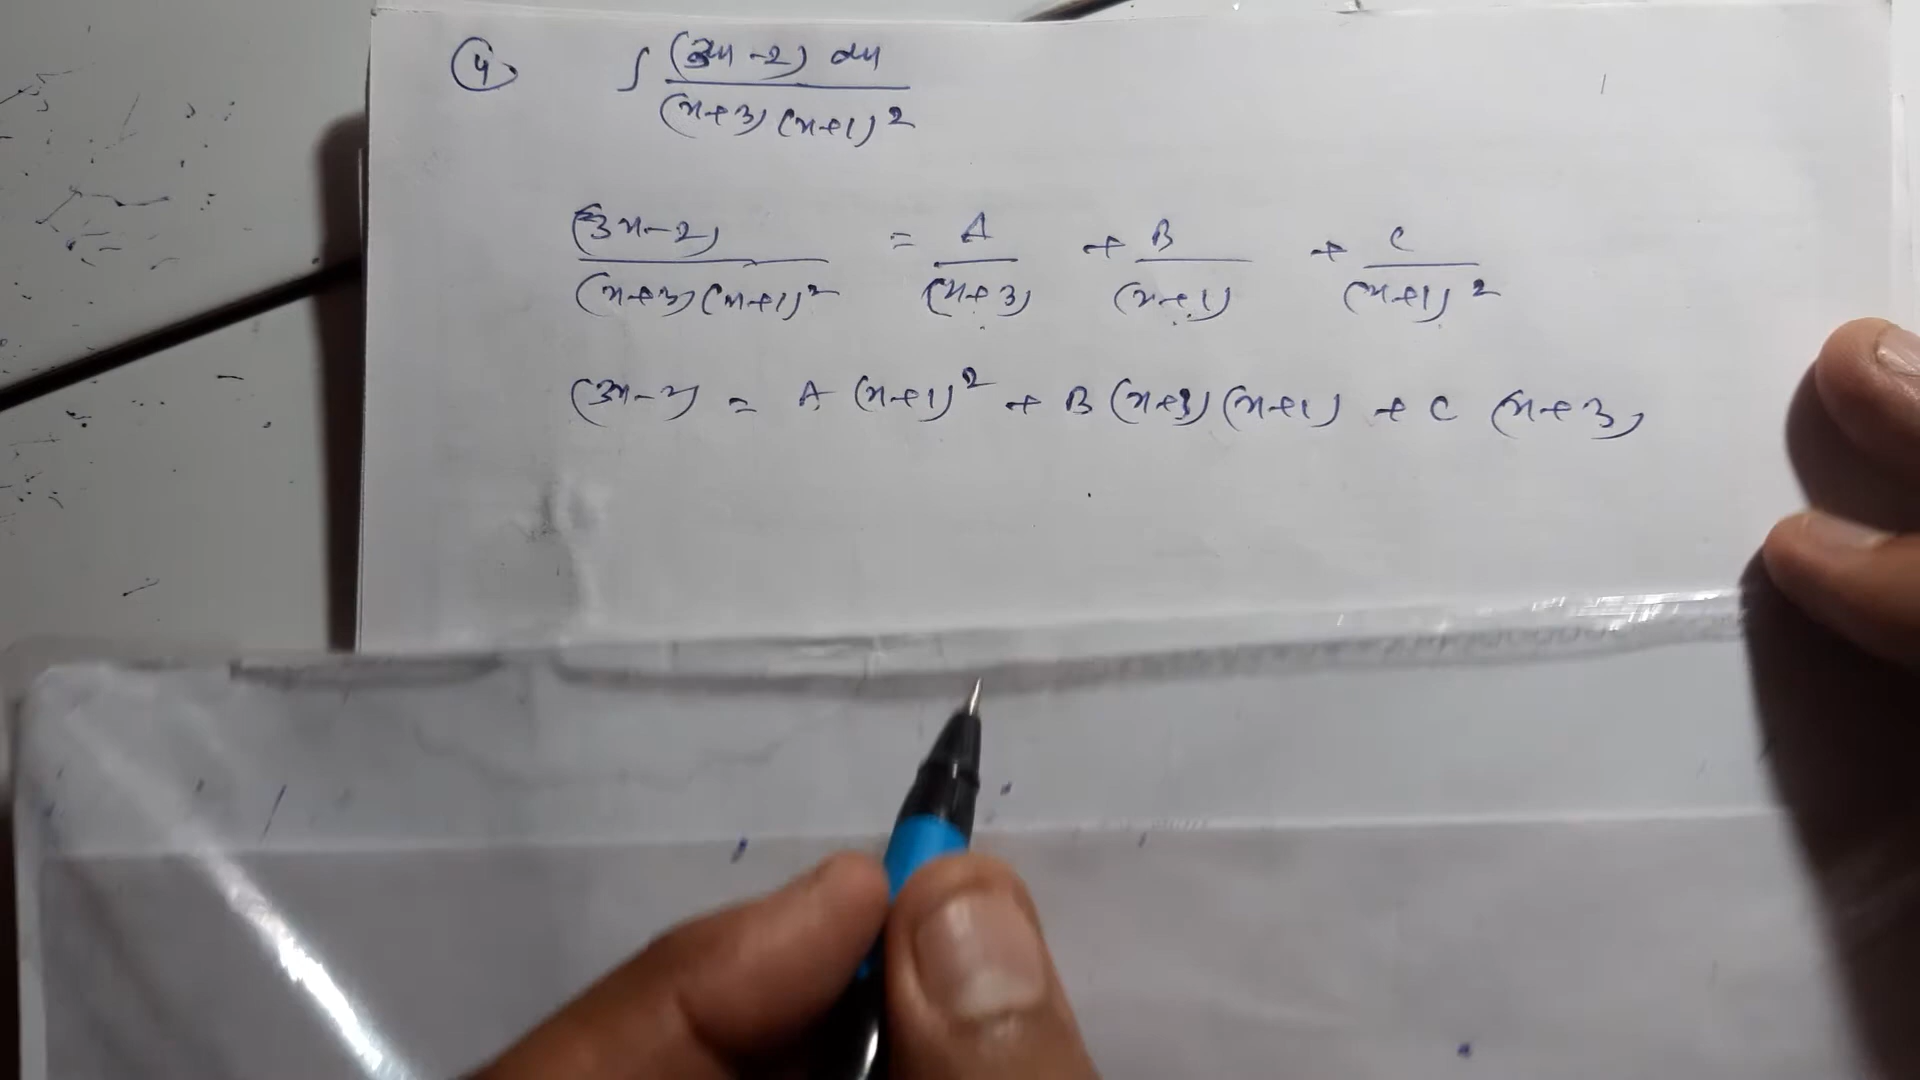 (4) ∫ (3x-2) dx / (x+3) (x+1)²
(3x-2) / (x+3) (x+1)² = A / (x+3) + B / (x+1) + C / (x+1)²
(3x-2) = A (x+1)² + B (x+3) (x+1) + C (x+3)